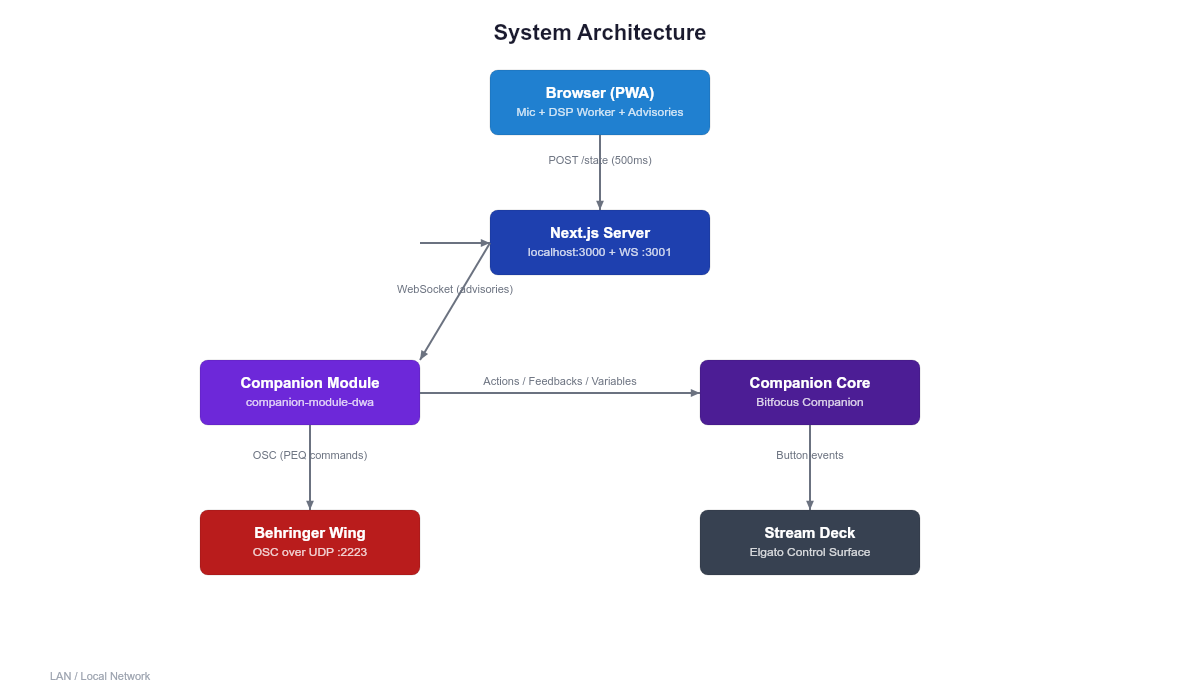 System Architecture
Browser (PWA)
Mic + DSP Worker + Advisories
POST /state (500ms)
Next.js Server
localhost:3000 + WS :3001
WebSocket (advisories)
Companion Module
companion-module-dwa
Actions / Feedbacks / Variables
Companion Core
Bitfocus Companion
OSC (PEQ commands)
Button events
Behringer Wing
OSC over UDP :2223
Stream Deck
Elgato Control Surface
LAN / Local Network